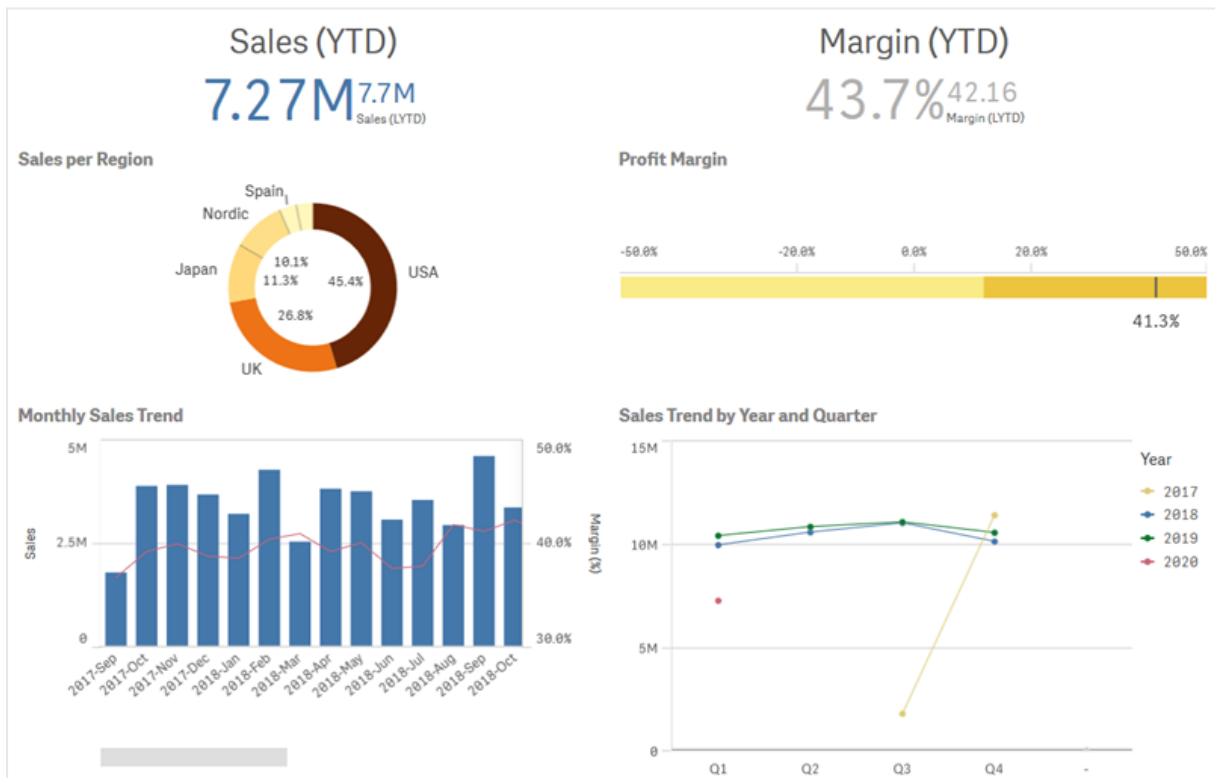 Sales (YTD)
7.27M 7.7M
Sales (LYTD)
Margin (YTD)
43.7% 42.16
Margin (LYTD)
Sales per Region
Spain
Nordic
Japan
USA
UK
10.1%
11.3%
45.4%
26.8%
Profit Margin
-50.0% -20.0% 0.0% 20.0% 50.0%
41.3%
Monthly Sales Trend
5M
2.5M
0
Sales
50.0%
40.0%
30.0%
Margin (%)
2017-Sep
2017-Oct
2017-Nov
2017-Dec
2018-Jan
2018-Feb
2018-Mar
2018-Apr
2018-May
2018-Jun
2018-Jul
2018-Aug
2018-Sep
2018-Oct
Sales Trend by Year and Quarter
15M
10M
5M
0
Q1 Q2 Q3 Q4 -
Year
2017
2018
2019
2020